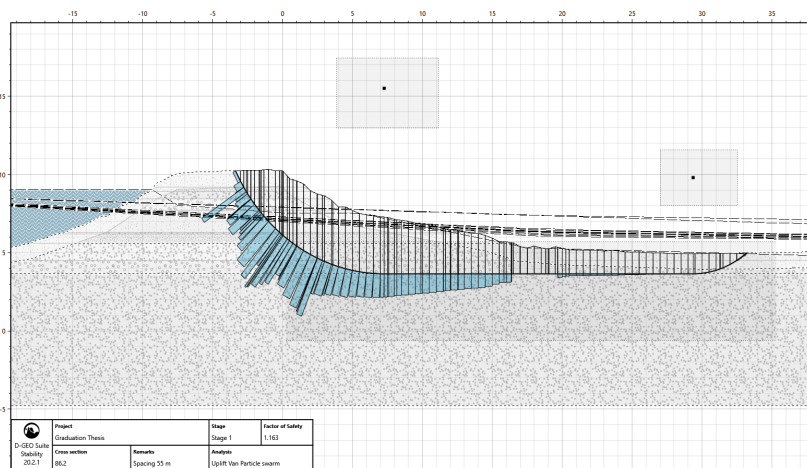 -15 -10 -5 0 5 10 15 20 25 30 35
15
10
5
0
-5
Project
Graduation Thesis
Stage
Stage 1
Factor of Safety
1.163
D-GEO Suite
Stability
20.2.1
Cross section
86.2
Remarks
Spacing 55 m
Analysis
Uplift Van Particle swarm